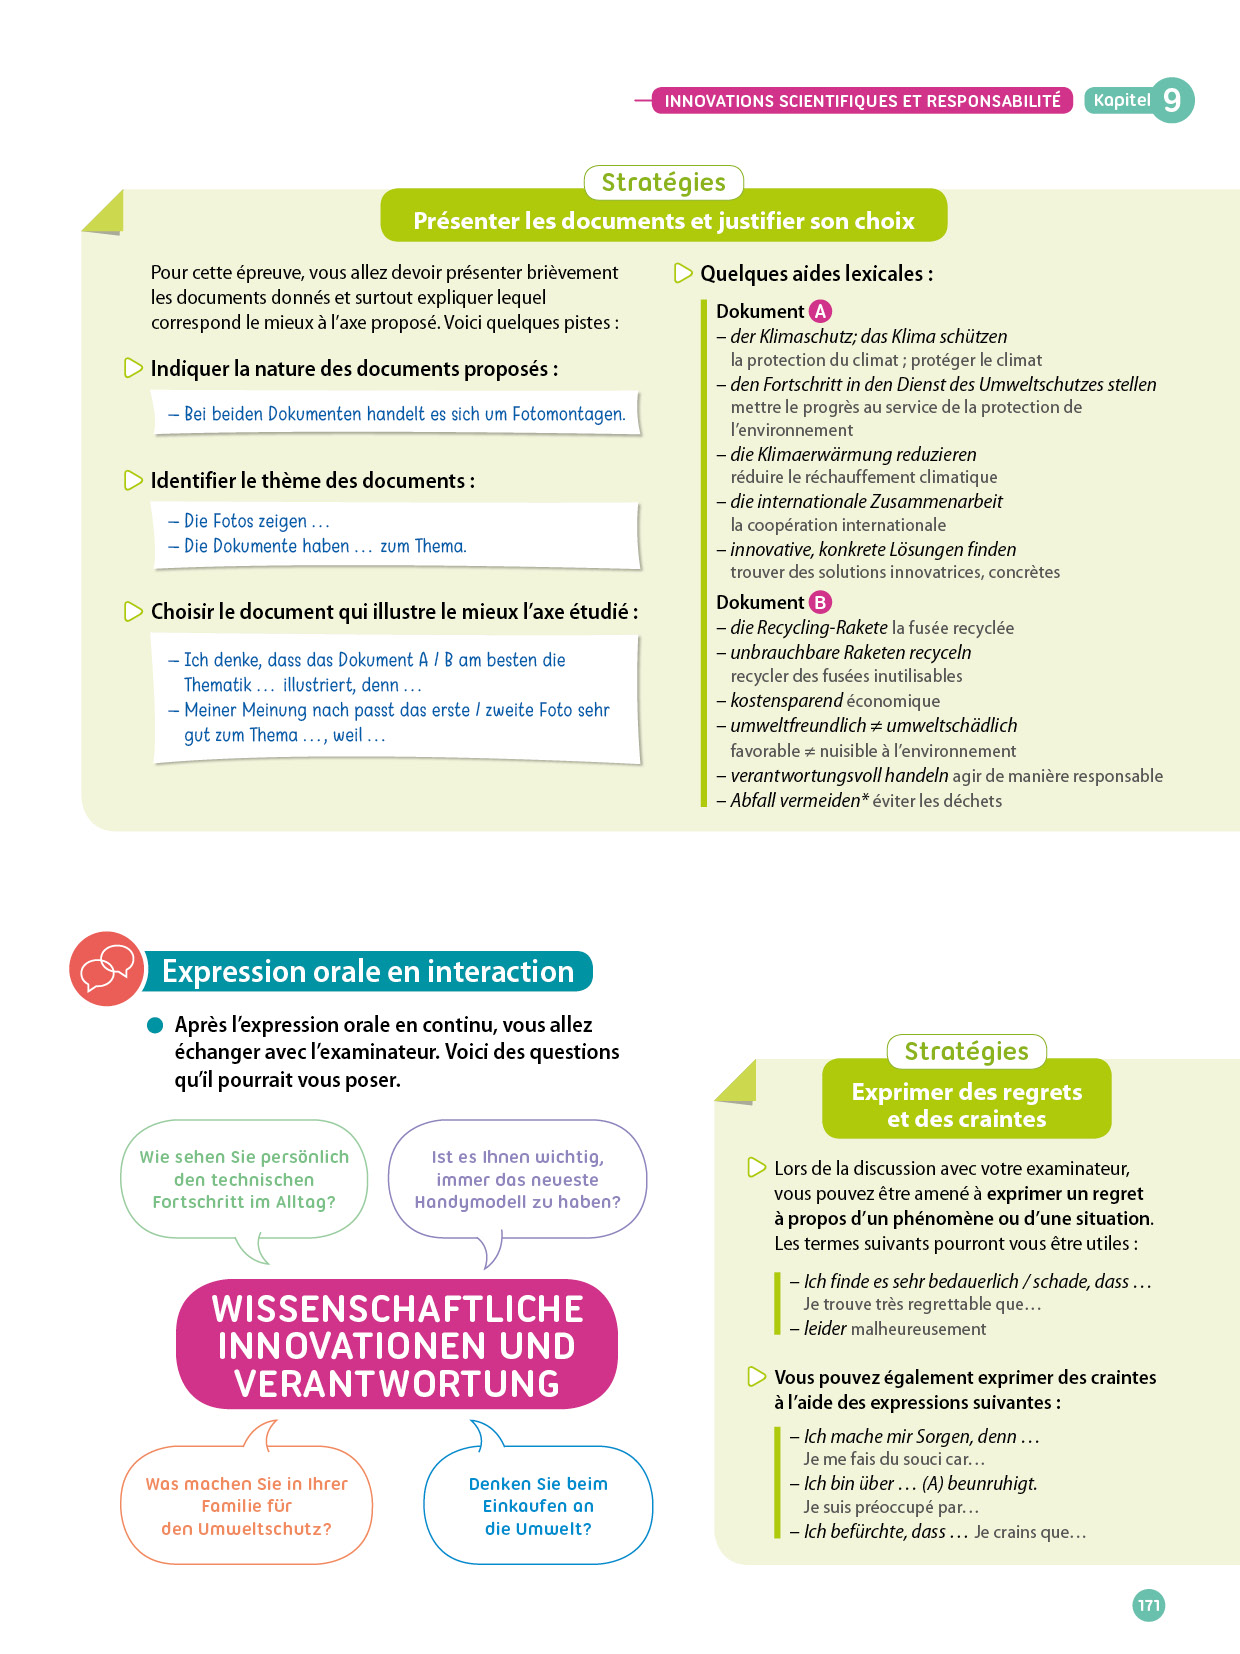 INNOVATIONS SCIENTIFIQUES ET RESPONSABILITÉ
Kapitel 9
Stratégies
Présenter les documents et justifier son choix
Pour cette épreuve, vous allez devoir présenter brièvement
les documents donnés et surtout expliquer lequel
correspond le mieux à l’axe proposé. Voici quelques pistes :
Indiquer la nature des documents proposés :
– Bei beiden Dokumenten handelt es sich um Fotomontagen.
Identifier le thème des documents :
– Die Fotos zeigen …
– Die Dokumente haben … zum Thema.
Choisir le document qui illustre le mieux l’axe étudié :
– Ich denke, dass das Dokument A / B am besten die
Thematik … illustriert, denn …
– Meiner Meinung nach passt das erste / zweite Foto sehr
gut zum Thema …, weil …
Quelques aides lexicales :
Dokument A
– der Klimaschutz; das Klima schützen
la protection du climat ; protéger le climat
– den Fortschritt in den Dienst des Umweltschutzes stellen
mettre le progrès au service de la protection de
l’environnement
– die Klimaerwärmung reduzieren
réduire le réchauffement climatique
– die internationale Zusammenarbeit
la coopération internationale
– innovative, konkrete Lösungen finden
trouver des solutions innovatrices, concrètes
Dokument B
– die Recycling-Rakete la fusée recyclée
– unbrauchbare Raketen recyceln
recycler des fusées inutilisables
– kostensparend économique
– umweltfreundlich ≠ umweltschädlich
favorable ≠ nuisible à l’environnement
– verantwortungsvoll handeln agir de manière responsable
– Abfall vermeiden* éviter les déchets
Expression orale en interaction
● Après l’expression orale en continu, vous allez
échanger avec l’examinateur. Voici des questions
qu’il pourrait vous poser.
Wie sehen Sie persönlich
den technischen
Fortschritt im Alltag?
Ist es Ihnen wichtig,
immer das neueste
Handymodell zu haben?
WISSENSCHAFTLICHE
INNOVATIONEN UND
VERANTWORTUNG
Was machen Sie in Ihrer
Familie für
den Umweltschutz?
Denken Sie beim
Einkaufen an
die Umwelt?
Stratégies
Exprimer des regrets
et des craintes
Lors de la discussion avec votre examinateur,
vous pouvez être amené à exprimer un regret
à propos d’un phénomène ou d’une situation.
Les termes suivants pourront vous être utiles :
– Ich finde es sehr bedauerlich / schade, dass …
Je trouve très regrettable que…
– leider malheureusement
Vous pouvez également exprimer des craintes
à l’aide des expressions suivantes :
– Ich mache mir Sorgen, denn …
Je me fais du souci car…
– Ich bin über … (A) beunruhigt.
Je suis préoccupé par…
– Ich befürchte, dass … Je crains que…
171